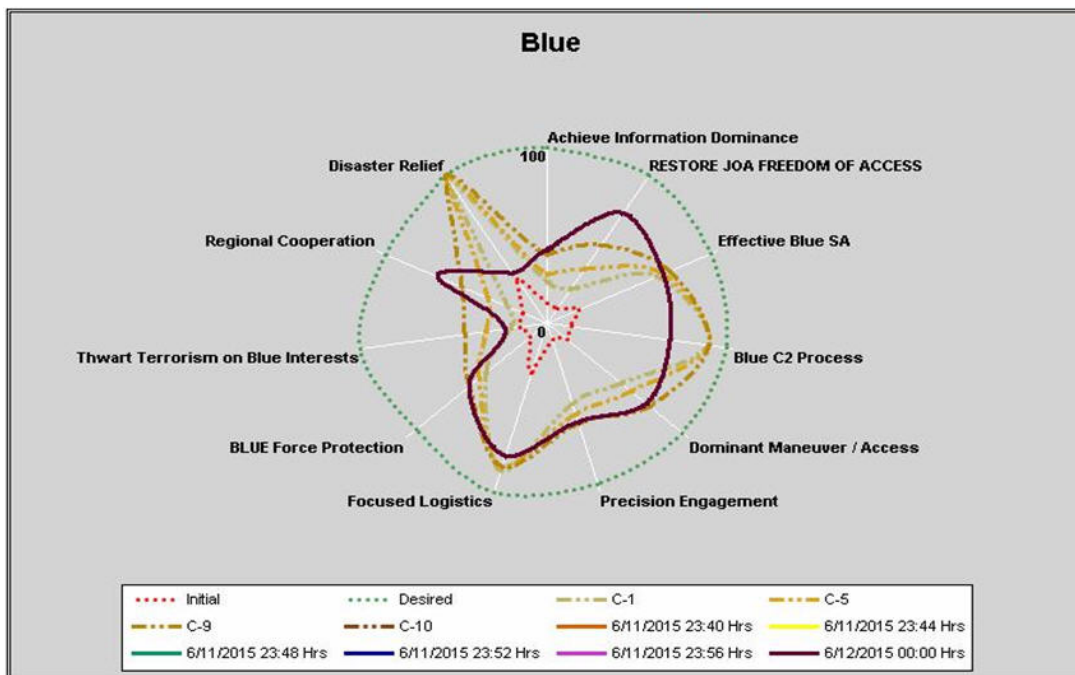 Blue
Achieve Information Dominance
100
Disaster Relief
RESTORE JOA FREEDOM OF ACCESS
Regional Cooperation
Effective Blue SA
0
Thwart Terrorism on Blue Interests
Blue C2 Process
BLUE Force Protection
Dominant Maneuver / Access
Focused Logistics
Precision Engagement
Initial Desired C-1 C-5
C-9 C-10 6/11/2015 23:40 Hrs 6/11/2015 23:44 Hrs
6/11/2015 23:48 Hrs 6/11/2015 23:52 Hrs 6/11/2015 23:56 Hrs 6/12/2015 00:00 Hrs